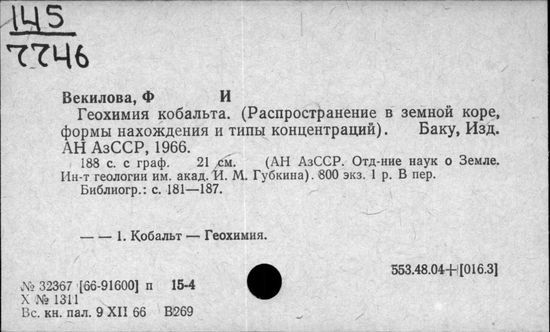 145
7746
Векилова, Ф И
Геохимия кобальта. (Распространение в земной коре,
формы нахождения и типы концентраций). Баку, Изд.
АН АзССР, 1966.
188 с. с граф. 21 см. (АН АзССР. Отд-ние наук о Земле.
Ин-т геологии им. акад. И. М. Губкина). 800 экз. 1 р. В пер.
Библиогр.: с. 181—187.
— — 1. Кобальт — Геохимия.
553.48.04+[016.3]
№ 32367 [66-91600] п 15-4
Х № 1311
Вс. кн. пал. 9 XII 66 В269